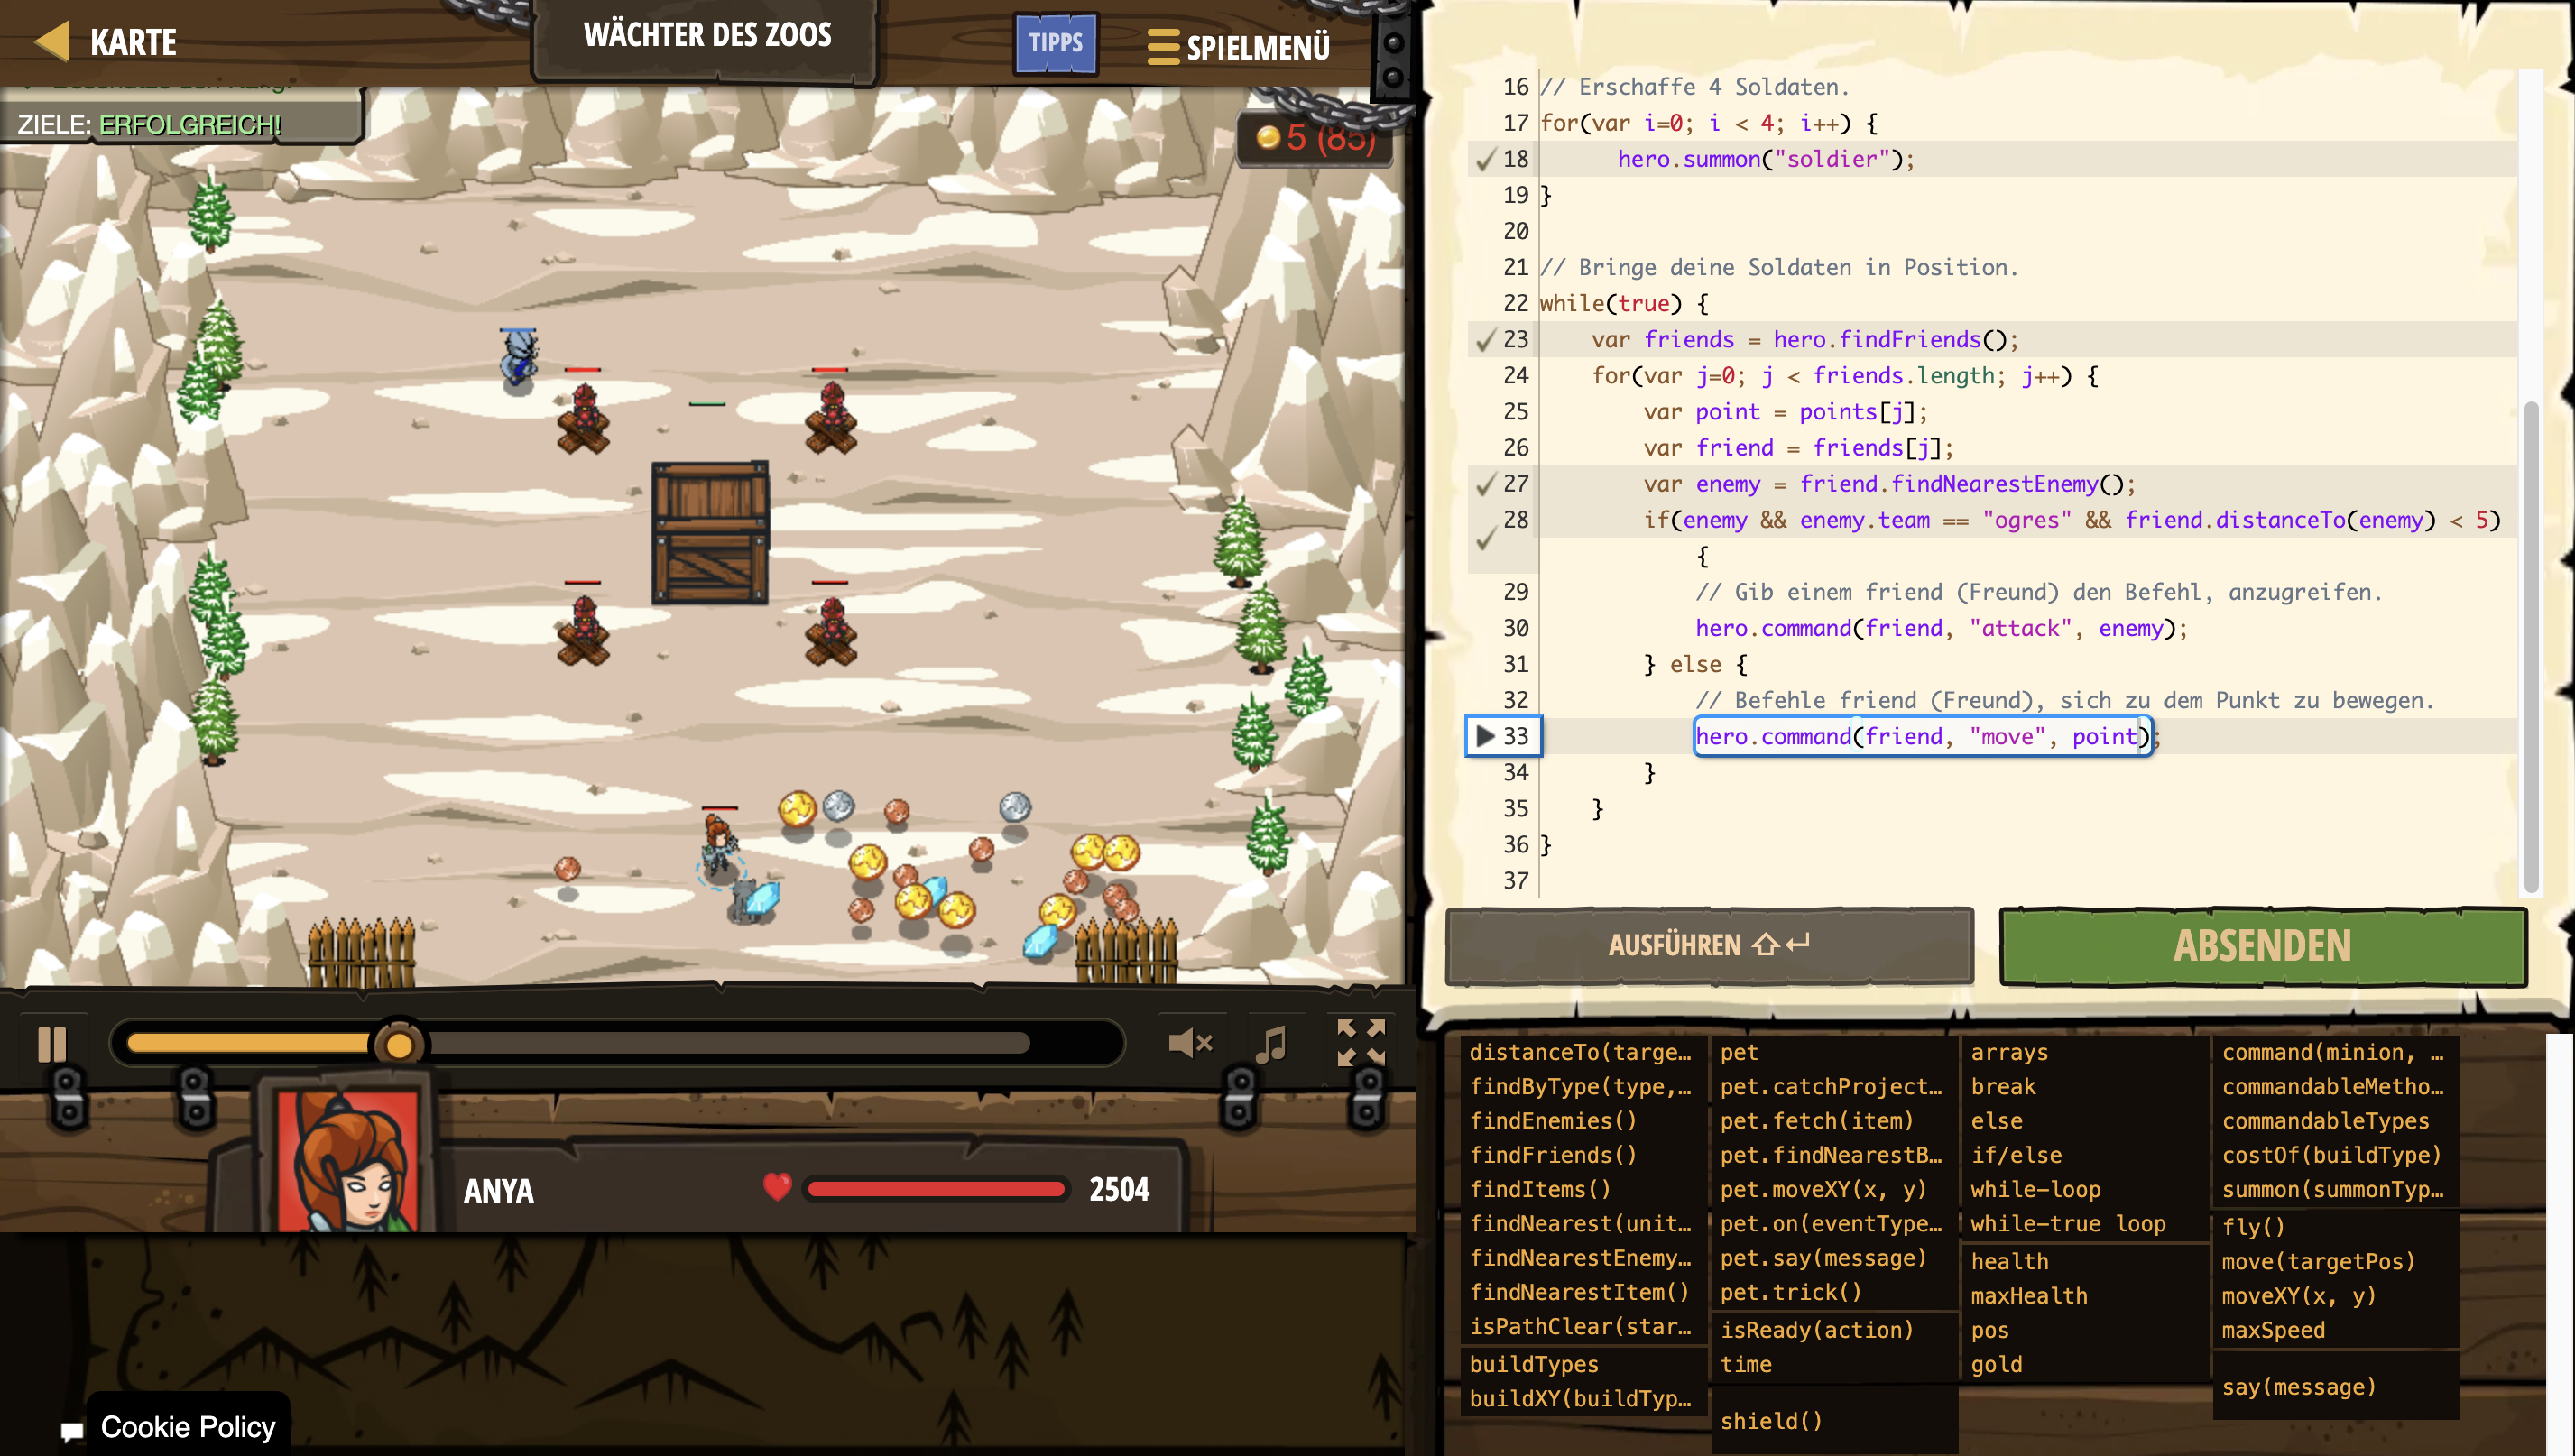 KARTE
WÄCHTER DES ZOOS
TIPPS
SPIELMENÜ
ZIELE: ERFOLGREICH!
5 (85)
16 // Erschaffe 4 Soldaten.
17 for(var i=0; i < 4; i++) {
18 hero.summon("soldier");
19 }
20
21 // Bringe deine Soldaten in Position.
22 while(true) {
23 var friends = hero.findFriends();
24 for(var j=0; j < friends.length; j++) {
25 var point = points[j];
26 var friend = friends[j];
27 var enemy = friend.findNearestEnemy();
28 if(enemy && enemy.team == "ogres" && friend.distanceTo(enemy) < 5)
{
29 // Gib einem friend (Freund) den Befehl, anzugreifen.
30 hero.command(friend, "attack", enemy);
31 } else {
32 // Befehle friend (Freund), sich zu dem Punkt zu bewegen.
33 hero.command(friend, "move", point);
34 }
35 }
36 }
37
AUSFÜHREN
ABSENDEN
ANYA
2504
Cookie Policy
distanceTo(targe…
findByType(type,…
findEnemies()
findFriends()
findItems()
findNearest(unit…
findNearestEnemy…
findNearestItem()
isPathClear(star…
buildTypes
buildXY(buildTyp…
pet
pet.catchProject…
pet.fetch(item)
pet.findNearestB…
pet.moveXY(x, y)
pet.on(eventType…
pet.say(message)
pet.trick()
isReady(action)
time
shield()
arrays
break
else
if/else
while-loop
while-true loop
health
maxHealth
pos
gold
command(minion, …
commandableMetho…
commandableTypes
costOf(buildType)
summon(summonTyp…
fly()
move(targetPos)
moveXY(x, y)
maxSpeed
say(message)